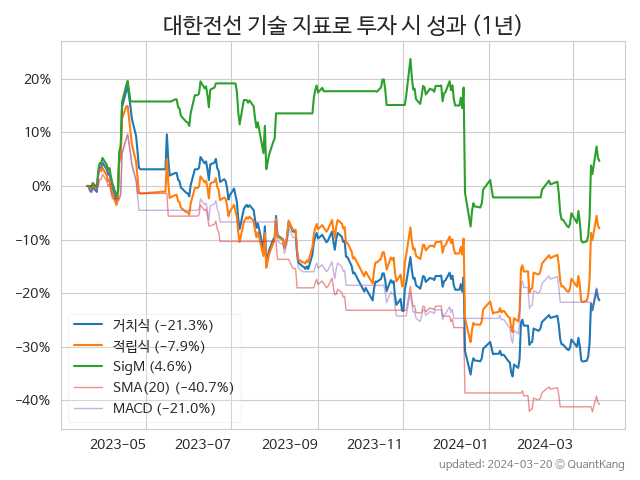 대한전선 기술 지표로 투자 시 성과 (1년)
20%
10%
0%
−10%
−20%
−30%
−40%
거치식 (−21.3%)
적립식 (−7.9%)
SigM (4.6%)
SMA(20) (−40.7%)
MACD (−21.0%)
2023-05 2023-07 2023-09 2023-11 2024-01 2024-03
updated: 2024-03-20 © QuantKang